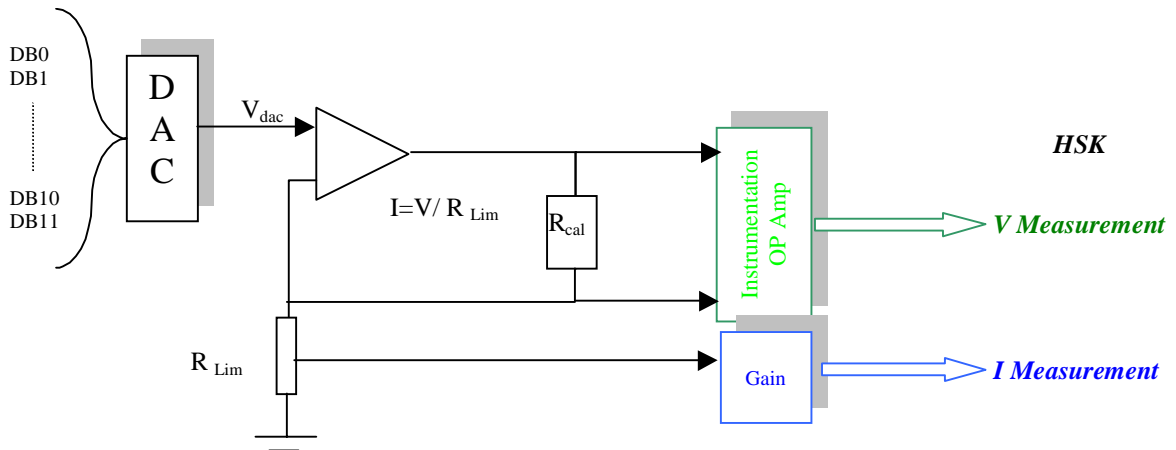 DB0
DB1
DB10
DB11
D
A
C
Vdac
I=V/ R Lim
Rcal
R Lim
Instrumentation
OP Amp
Gain
HSK
V Measurement
I Measurement